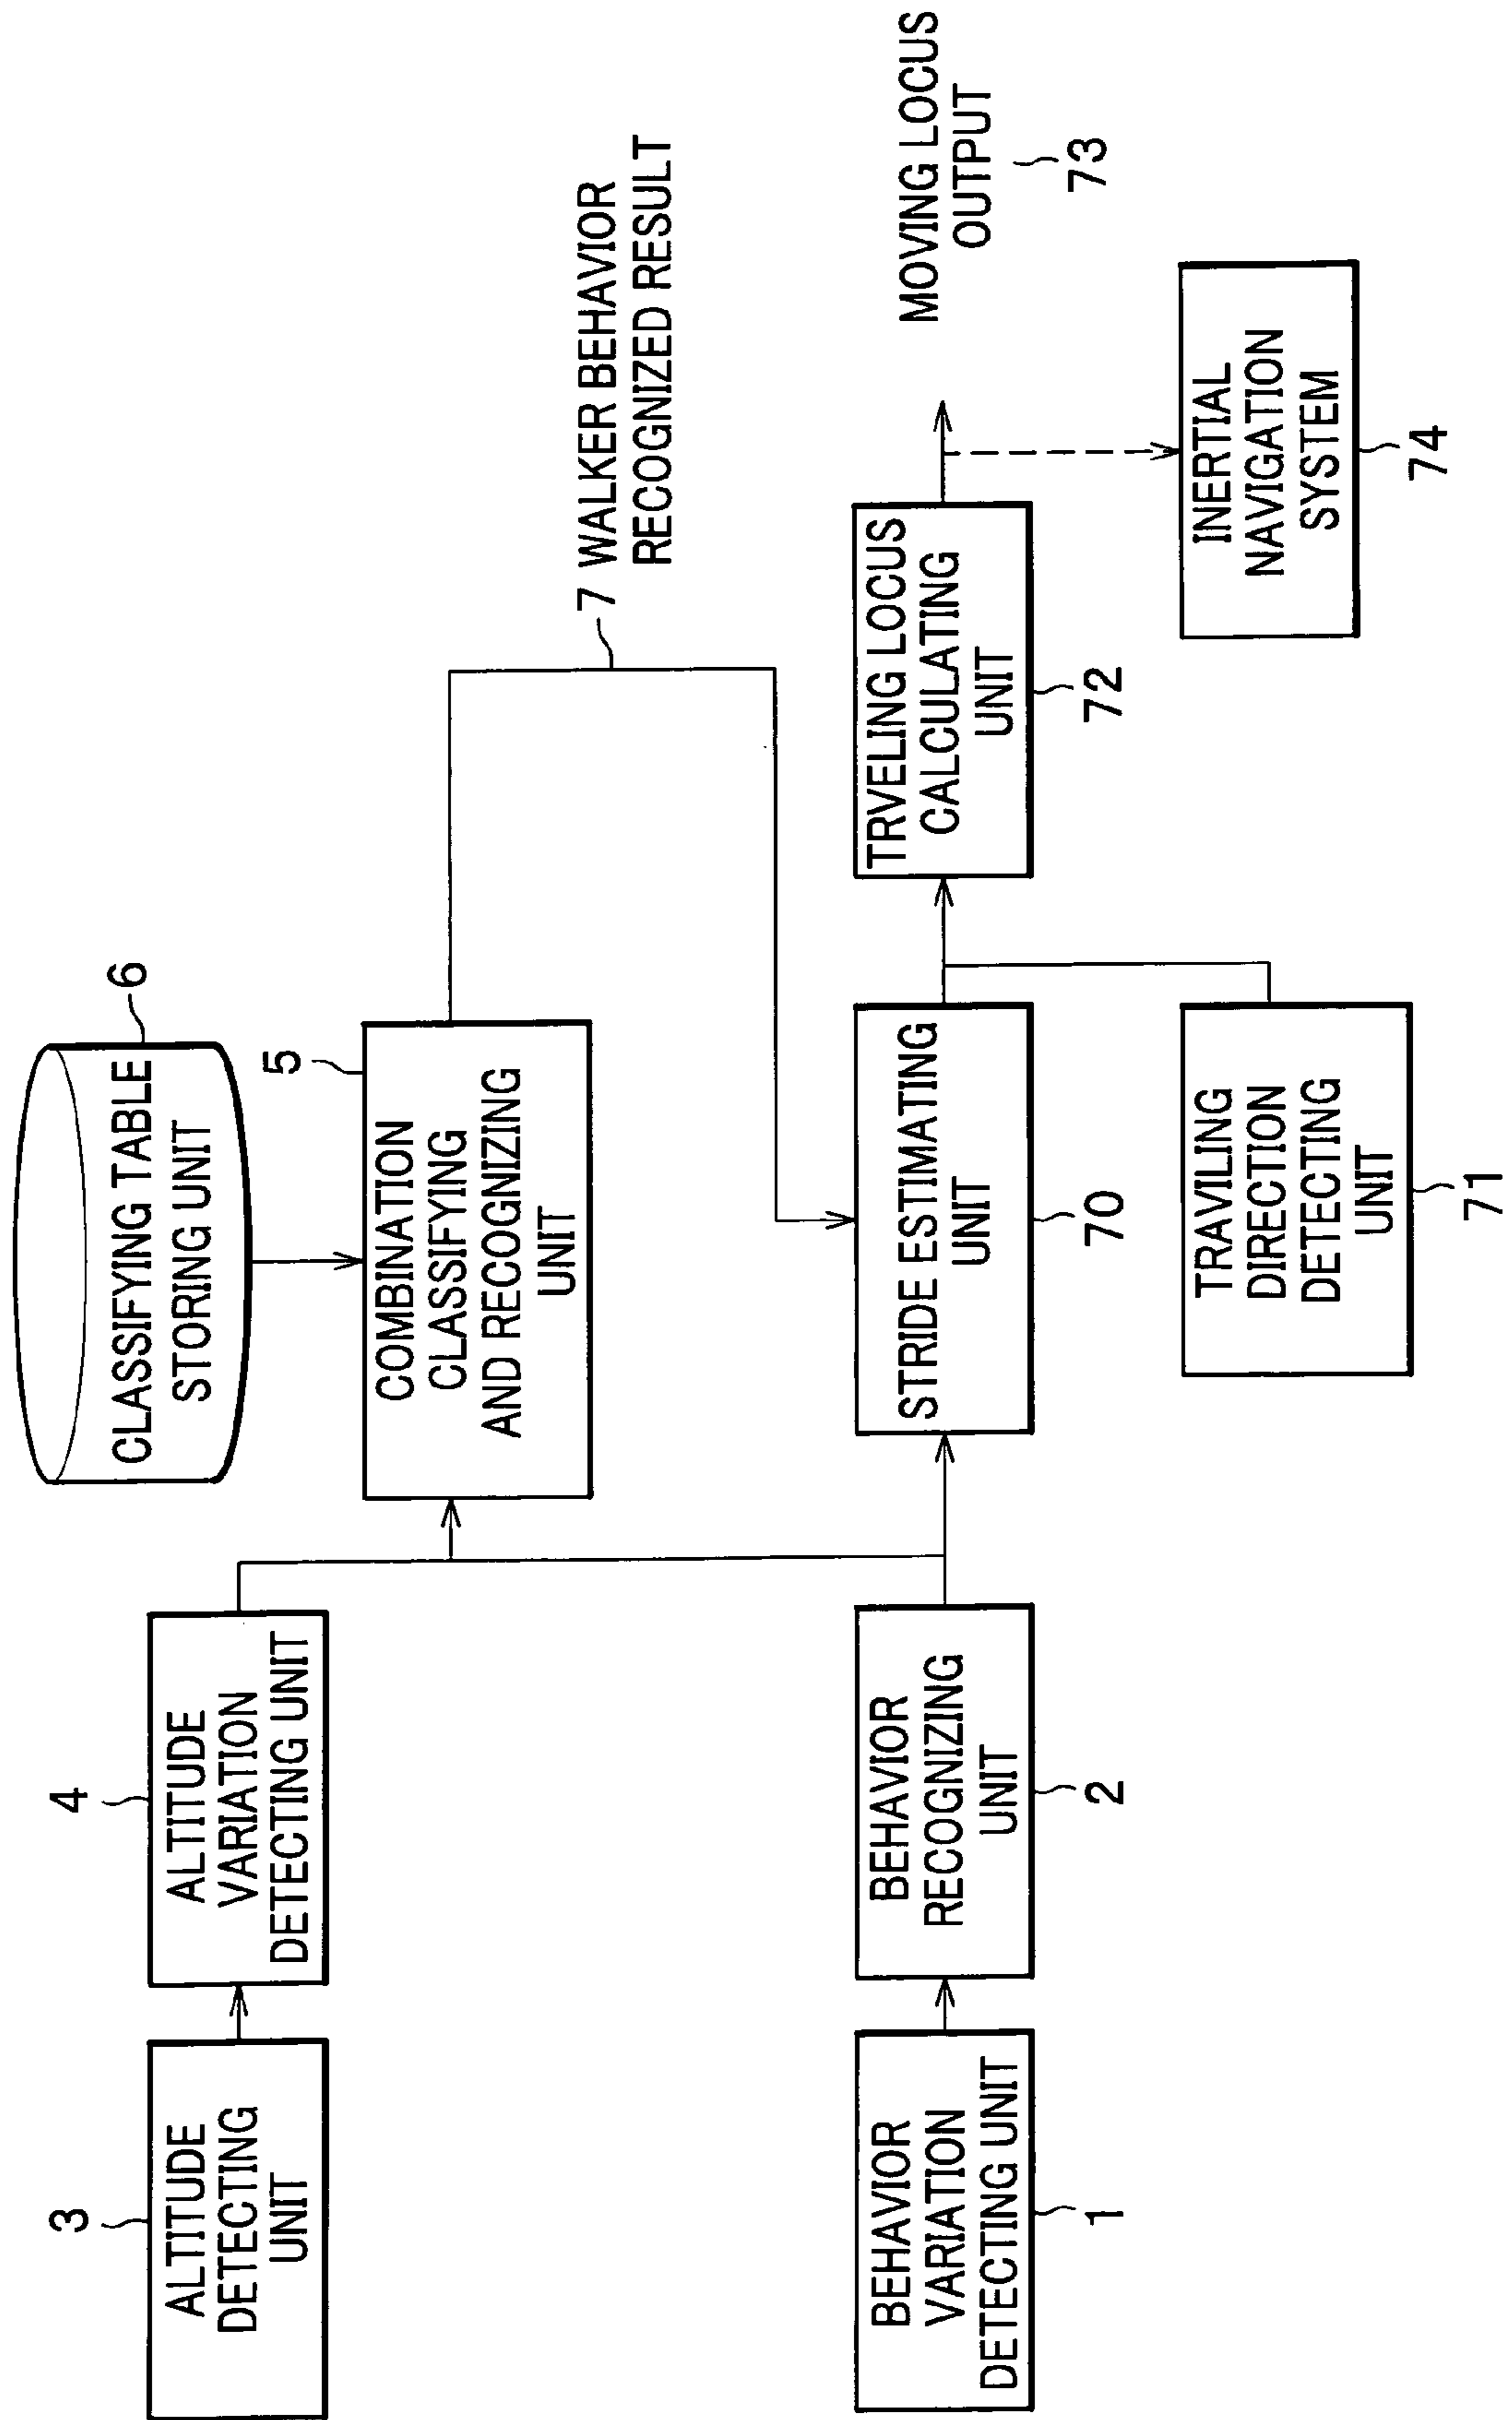 3
ALTITUDE
DETECTING
UNIT
4
ALTITUDE
VARIATION
DETECTING UNIT
6
CLASSIFYING TABLE
STORING UNIT
5
COMBINATION
CLASSIFYING
AND RECOGNIZING
UNIT
7 WALKER BEHAVIOR
RECOGNIZED RESULT
BEHAVIOR
VARIATION
DETECTING UNIT
1
BEHAVIOR
RECOGNIZING
UNIT
2
STRIDE ESTIMATING
UNIT
70
TRAVILING
DIRECTION
DETECTING
UNIT
71
TRVELING LOCUS
CALCULATING
UNIT
72
MOVING LOCUS
OUTPUT
73
INERTIAL
NAVIGATION
SYSTEM
74